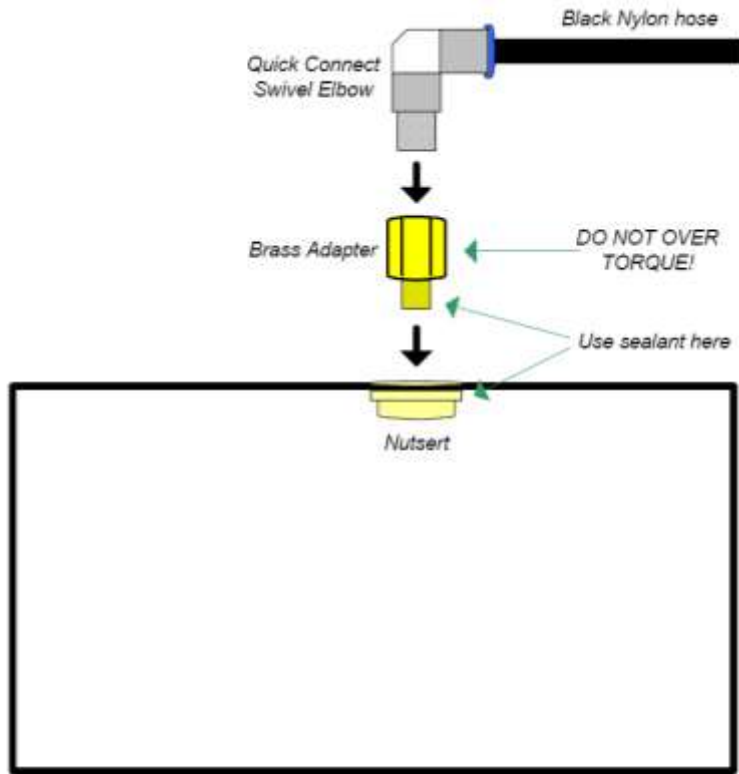 Black Nylon hose
Quick Connect
Swivel Elbow
Brass Adapter
DO NOT OVER
TORQUE!
Use sealant here
Nutsert